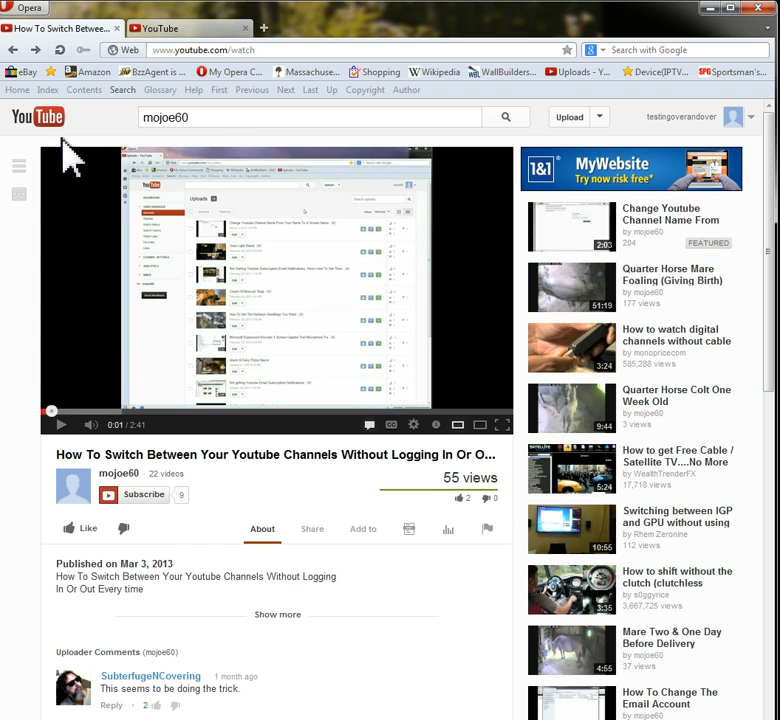 Opera
How To Switch Betwee...
YouTube
Web
www.youtube.com/watch
Search with Google
eBay
Amazon
BzzAgent is ...
My Opera C...
Massachuse...
Shopping
Wikipedia
WallBuilders...
Uploads - Y...
Device(IPTV...
Sportsman's...
Home Index Contents Search Glossary Help First Previous Next Last Up Copyright Author
YouTube
mojoe60
Upload
testingoverandover
1&1 MyWebsite
Try now risk free*
Change Youtube
Channel Name From
by mojoe60
204 FEATURED
2:03
Quarter Horse Mare
Foaling (Giving Birth)
by mojoe60
177 views
51:19
How to watch digital
channels without cable
by monopricecom
585,288 views
3:24
Quarter Horse Colt One
Week Old
by mojoe60
3 views
9:44
How to get Free Cable /
Satellite TV....No More
by WealthTrenderFX
17,718 views
5:24
Switching between IGP
and GPU without using
by Rhem Zeronine
112 views
10:55
How to shift without the
clutch (clutchless
by s0ggyrice
3,667,725 views
3:35
Mare Two & One Day
Before Delivery
by mojoe60
37 views
4:55
How To Change The
Email Account
by mojoe60
0:01 / 2:41
How To Switch Between Your Youtube Channels Without Logging In Or O...
mojoe60 · 22 videos
Subscribe 9
55 views
2 0
Like
About Share Add to
Published on Mar 3, 2013
How To Switch Between Your Youtube Channels Without Logging
In Or Out Every time
Show more
Uploader Comments (mojoe60)
SubterfugeNCovering 1 month ago
This seems to be doing the trick.
Reply · 2